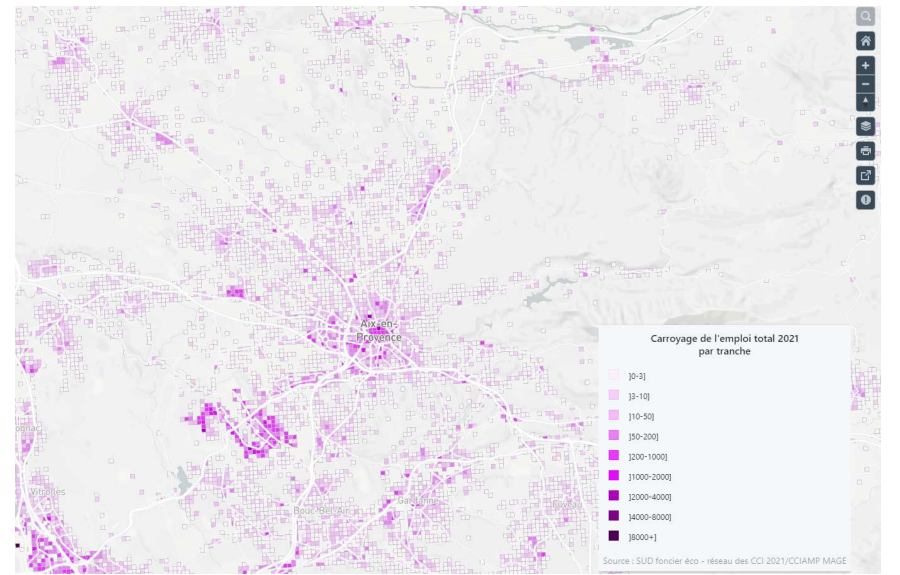 Aix-en-
Provence
ognac
Vitrolles
Bouc-Bel-Air
Gardanne
Fuveau
Carroyage de l'emploi total 2021
par tranche
]0-3]
]3-10]
]10-50]
]50-200]
]200-1000]
]1000-2000]
]2000-4000]
]4000-8000]
]8000+]
Source : SUD foncier éco - réseau des CCI 2021/CCIAMP MAGE